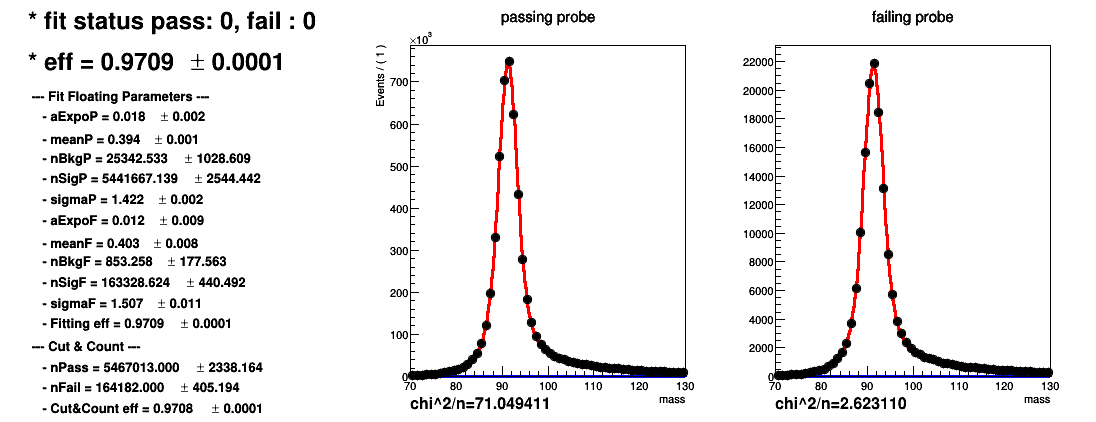 * fit status pass: 0, fail : 0
* eff = 0.9709 ± 0.0001
--- Fit Floating Parameters ---
- aExpoP = 0.018 ± 0.002
- meanP = 0.394 ± 0.001
- nBkgP = 25342.533 ± 1028.609
- nSigP = 5441667.139 ± 2544.442
- sigmaP = 1.422 ± 0.002
- aExpoF = 0.012 ± 0.009
- meanF = 0.403 ± 0.008
- nBkgF = 853.258 ± 177.563
- nSigF = 163328.624 ± 440.492
- sigmaF = 1.507 ± 0.011
- Fitting eff = 0.9709 ± 0.0001
--- Cut & Count ---
- nPass = 5467013.000 ± 2338.164
- nFail = 164182.000 ± 405.194
- Cut&Count eff = 0.9708 ± 0.0001
passing probe
×10³
Events / ( 1 )
700
600
500
400
300
200
100
0
70 80 90 100 110 120 130
mass
chi^2/n=71.049411
failing probe
22000
20000
18000
16000
14000
12000
10000
8000
6000
4000
2000
0
70 80 90 100 110 120 130
mass
chi^2/n=2.623110